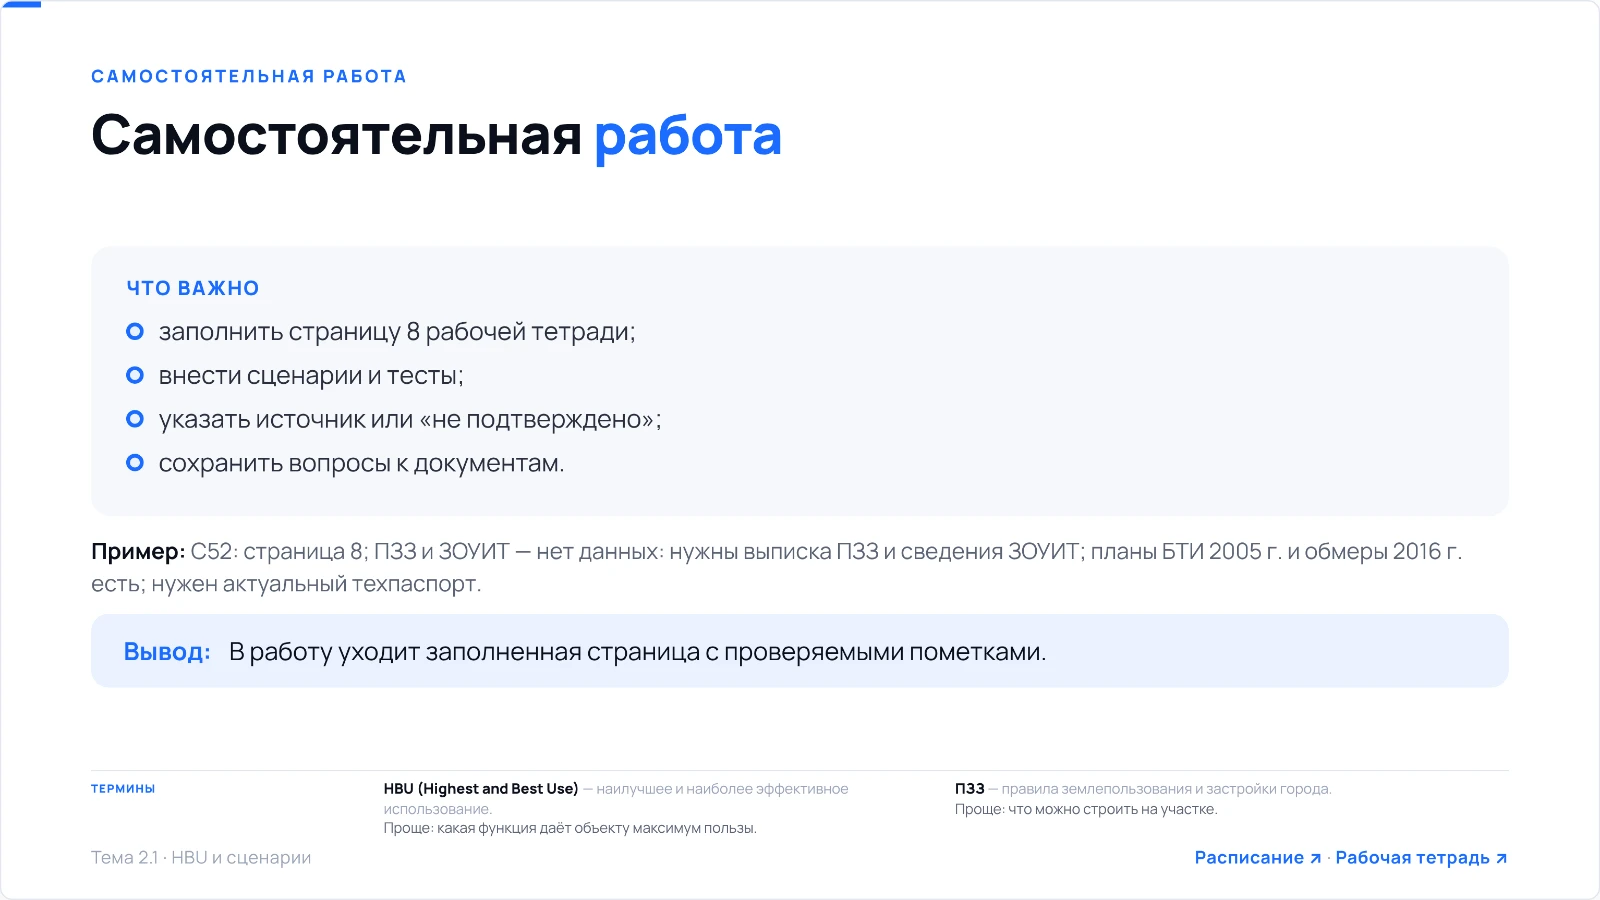 САМОСТОЯТЕЛЬНАЯ РАБОТА
Самостоятельная работа
ЧТО ВАЖНО
заполнить страницу 8 рабочей тетради;
внести сценарии и тесты;
указать источник или «не подтверждено»;
сохранить вопросы к документам.
Пример: С52: страница 8; ПЗЗ и ЗОУИТ — нет данных: нужны выписка ПЗЗ и сведения ЗОУИТ; планы БТИ 2005 г. и обмеры 2016 г.
есть; нужен актуальный техпаспорт.
Вывод: В работу уходит заполненная страница с проверяемыми пометками.
ТЕРМИНЫ
HBU (Highest and Best Use) — наилучшее и наиболее эффективное
использование.
Проще: какая функция даёт объекту максимум пользы.
ПЗЗ — правила землепользования и застройки города.
Проще: что можно строить на участке.
Тема 2.1 · HBU и сценарии
Расписание ↗ · Рабочая тетрадь ↗